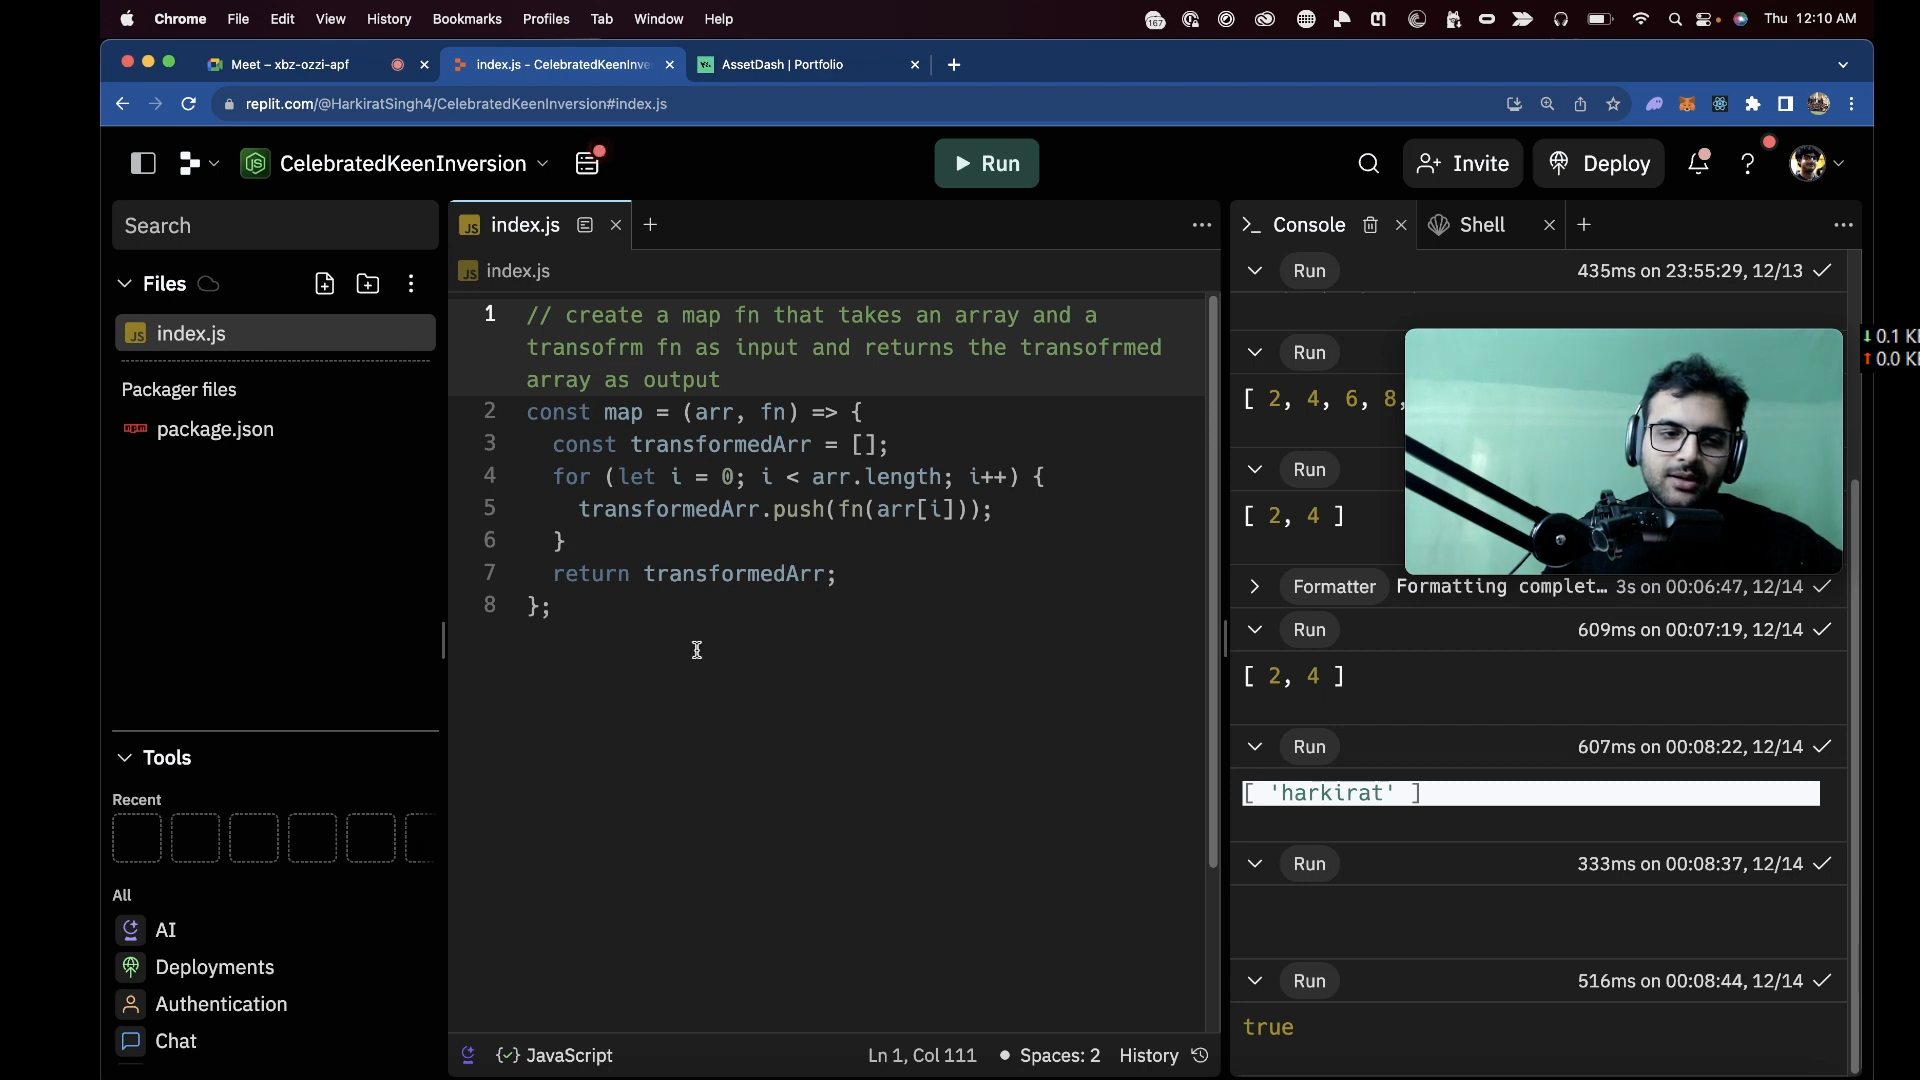 Chrome File Edit View History Bookmarks Profiles Tab Window Help
167
Thu 12:10 AM
Meet – xbz-ozzi-apf
index.js - CelebratedKeenInve
AssetDash | Portfolio
replit.com/@HarkiratSingh4/CelebratedKeenInversion#index.js
JS
CelebratedKeenInversion
Run
Invite
Deploy
?
Search
Files
JS index.js
Packager files
npm package.json
Tools
Recent
All
AI
Deployments
Authentication
Chat
JS index.js
JS index.js
1 // create a map fn that takes an array and a
transofrm fn as input and returns the transofrmed
array as output
2 const map = (arr, fn) => {
3 const transformedArr = [];
4 for (let i = 0; i < arr.length; i++) {
5 transformedArr.push(fn(arr[i]));
6 }
7 return transformedArr;
8 };
{✓} JavaScript
Ln 1, Col 111
Spaces: 2
History
Console
Shell
Run 435ms on 23:55:29, 12/13
Run
[ 2, 4, 6, 8,
Run
[ 2, 4 ]
Formatter Formatting complet… 3s on 00:06:47, 12/14
Run 609ms on 00:07:19, 12/14
[ 2, 4 ]
Run 607ms on 00:08:22, 12/14
[ 'harkirat' ]
Run 333ms on 00:08:37, 12/14
Run 516ms on 00:08:44, 12/14
true
↓0.1 K
↑0.0 K